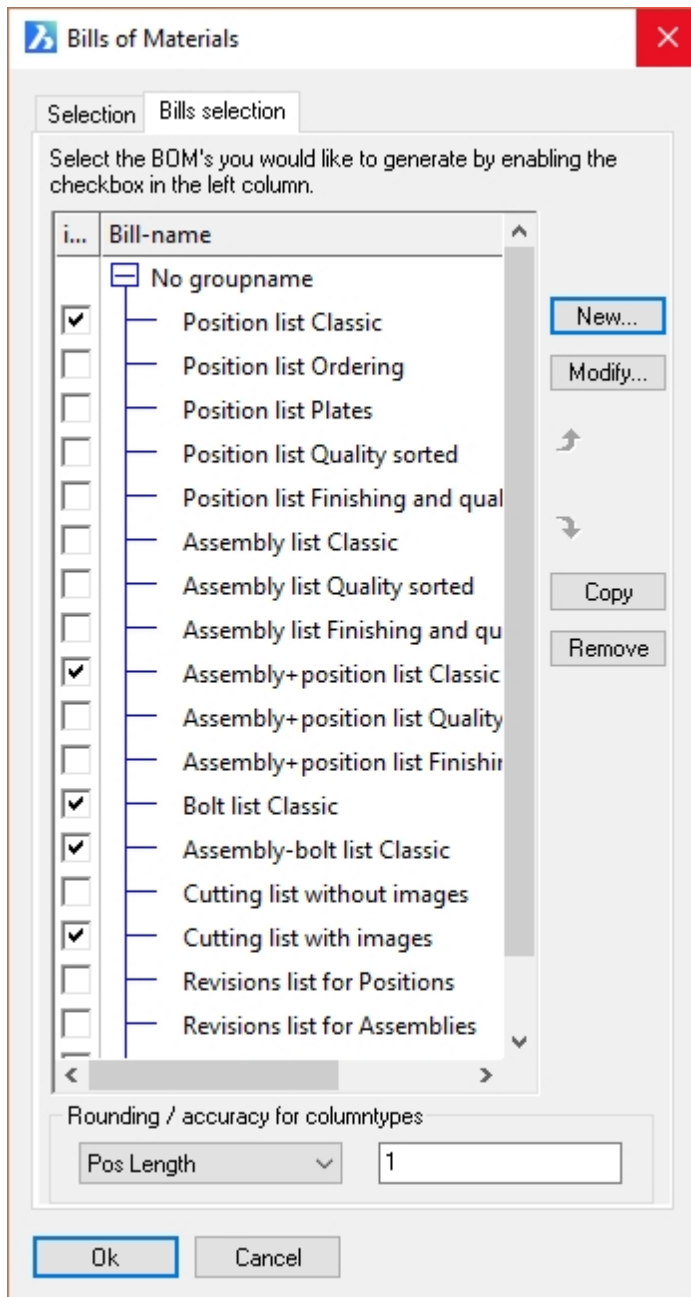 Bills of Materials
Selection
Bills selection
Select the BOM's you would like to generate by enabling the
checkbox in the left column.
i... Bill-name
No groupname
Position list Classic
Position list Ordering
Position list Plates
Position list Quality sorted
Position list Finishing and qual
Assembly list Classic
Assembly list Quality sorted
Assembly list Finishing and qu
Assembly+position list Classic
Assembly+position list Quality
Assembly+position list Finishin
Bolt list Classic
Assembly-bolt list Classic
Cutting list without images
Cutting list with images
Revisions list for Positions
Revisions list for Assemblies
New...
Modify...
Copy
Remove
Rounding / accuracy for columntypes
Pos Length
1
Ok
Cancel